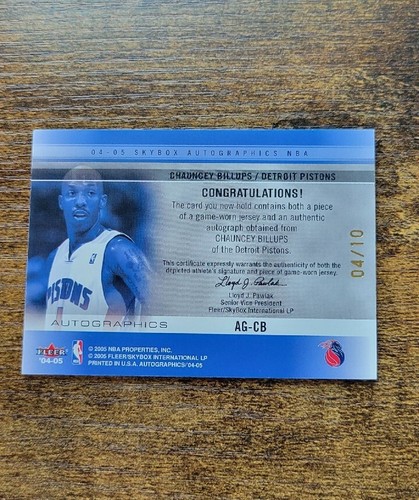 04-05 SKYBOX AUTOGRAPHICS NBA
CHAUNCEY BILLUPS / DETROIT PISTONS
CONGRATULATIONS!
The card you now hold contains both a piece
of a game-worn jersey and an authentic
autograph obtained from
CHAUNCEY BILLUPS
of the Detroit Pistons.
This certificate expressly warrants the authenticity of both the
depicted athlete's signature and piece of game-worn jersey.
Lloyd J. Pawlak
Lloyd J. Pawlak
Senior Vice President
Fleer/SkyBox International LP
04/10
PISTONS
1
AUTOGRAPHICS
AG-CB
FLEER
'04-05
NBA
© 2005 NBA PROPERTIES, INC.
© 2005 FLEER/SKYBOX INTERNATIONAL LP
PRINTED IN U.S.A. AUTOGRAPHICS/'04-05